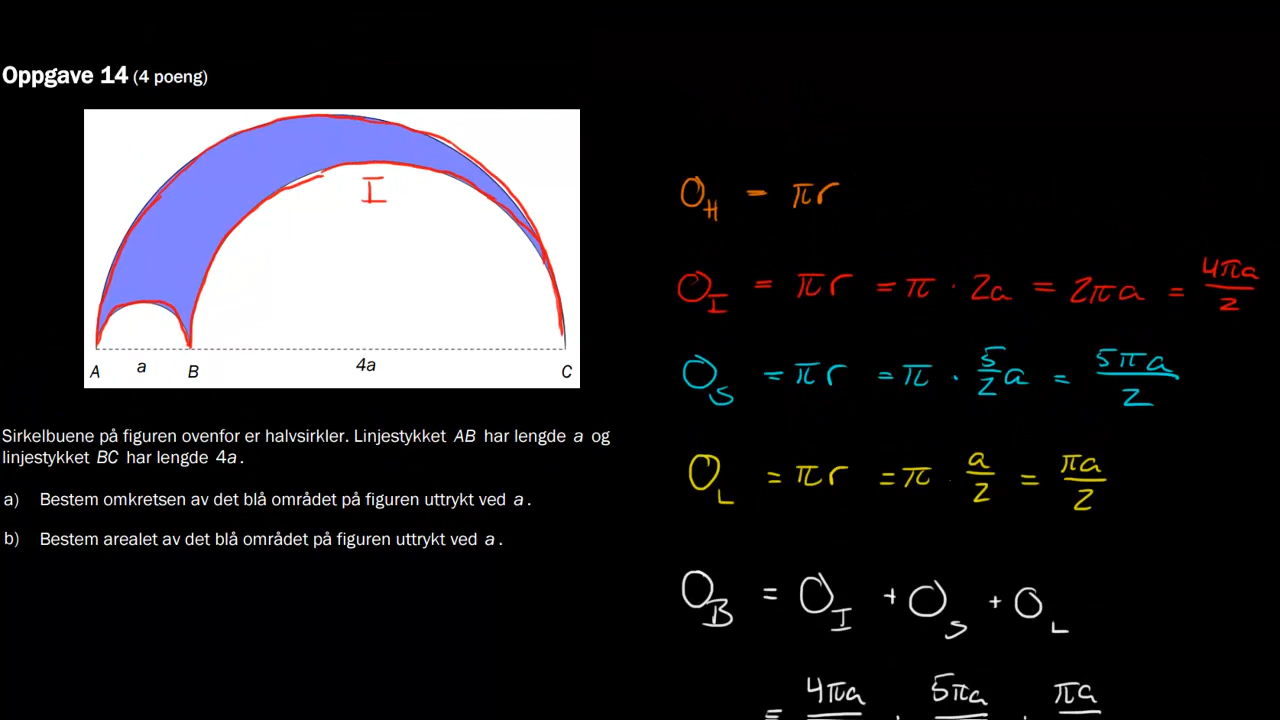 Oppgave 14 (4 poeng)
I
A a B 4a C
Sirkelbuene på figuren ovenfor er halvsirkler. Linjestykket AB har lengde a og
linjestykket BC har lengde 4a.
a) Bestem omkretsen av det blå området på figuren uttrykt ved a.
b) Bestem arealet av det blå området på figuren uttrykt ved a.
O_H = πr
O_I = πr = π · 2a = 2πa = 4πa/2
O_S = πr = π · 5/2 a = 5πa/2
O_L = πr = π · a/2 = πa/2
O_B = O_I + O_S + O_L
= 4πa 5πa πa